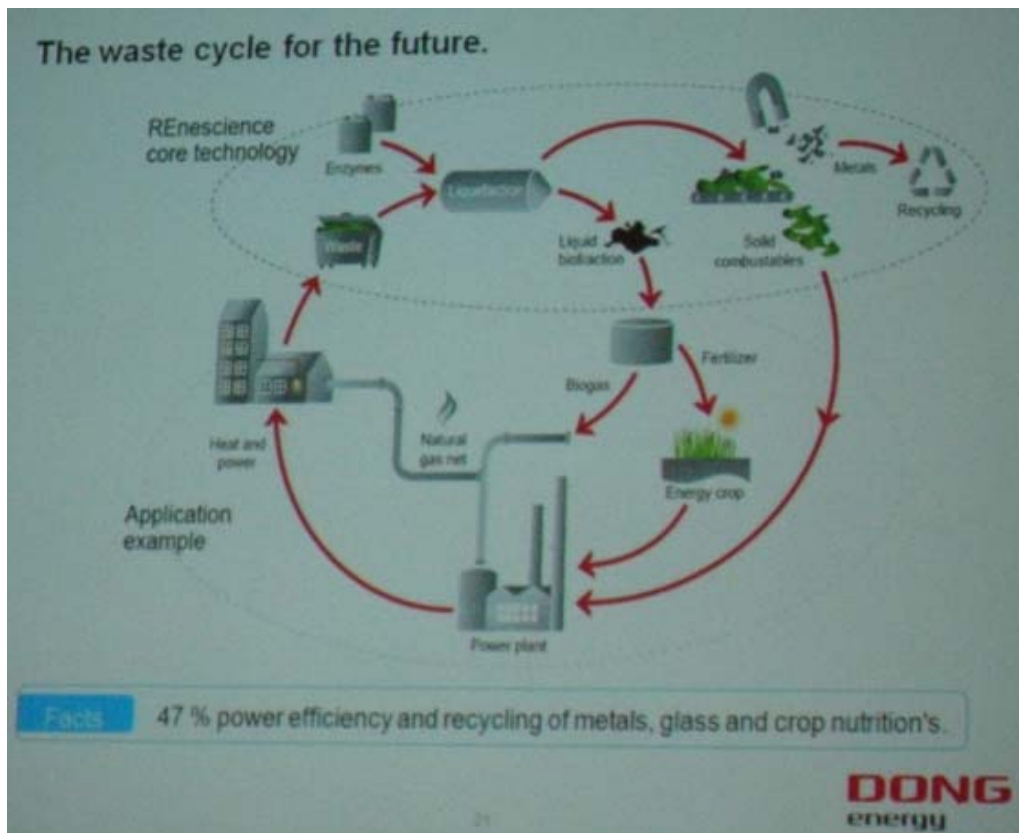 The waste cycle for the future.
REnescience
core technology
Enzymes
Liquefaction
Metals
Recycling
Waste
Liquid
biofraction
Solid
combustables
Fertilizer
Biogas
Heat and
power
Natural
gas net
Energy crop
Application
example
Power plant
Facts
47 % power efficiency and recycling of metals, glass and crop nutrition's.
DONG
energy
21